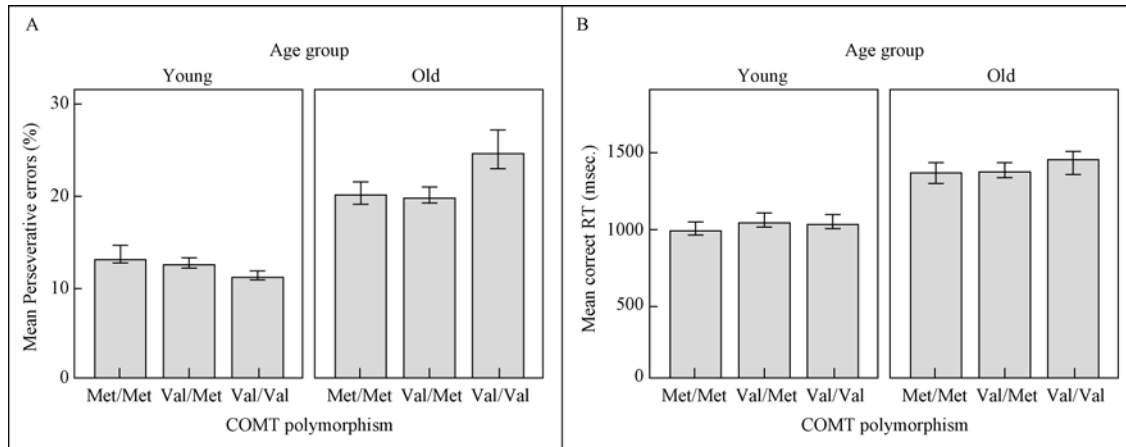 A
Age group
Young Old
Mean Perseverative errors (%)
30
20
10
0
Met/Met Val/Met Val/Val Met/Met Val/Met Val/Val
COMT polymorphism
B
Age group
Young Old
Mean correct RT (msec.)
1500
1000
500
0
Met/Met Val/Met Val/Val Met/Met Val/Met Val/Val
COMT polymorphism